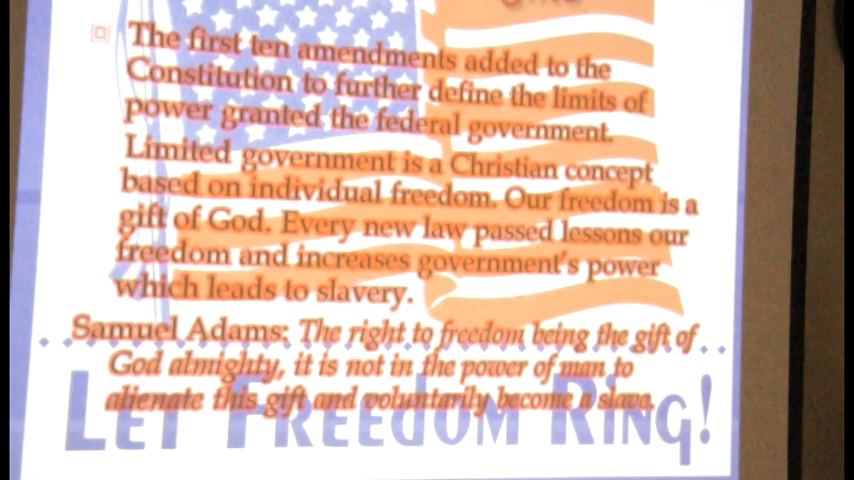 The first ten amendments added to the
Constitution to further define the limits of
power granted the federal government.
Limited government is a Christian concept
based on individual freedom. Our freedom is a
gift of God. Every new law passed lessons our
freedom and increases government's power
which leads to slavery.
Samuel Adams: The right to freedom being the gift of
God almighty, it is not in the power of man to
alienate this gift and voluntarily become a slave.
LET FREEDOM RING!